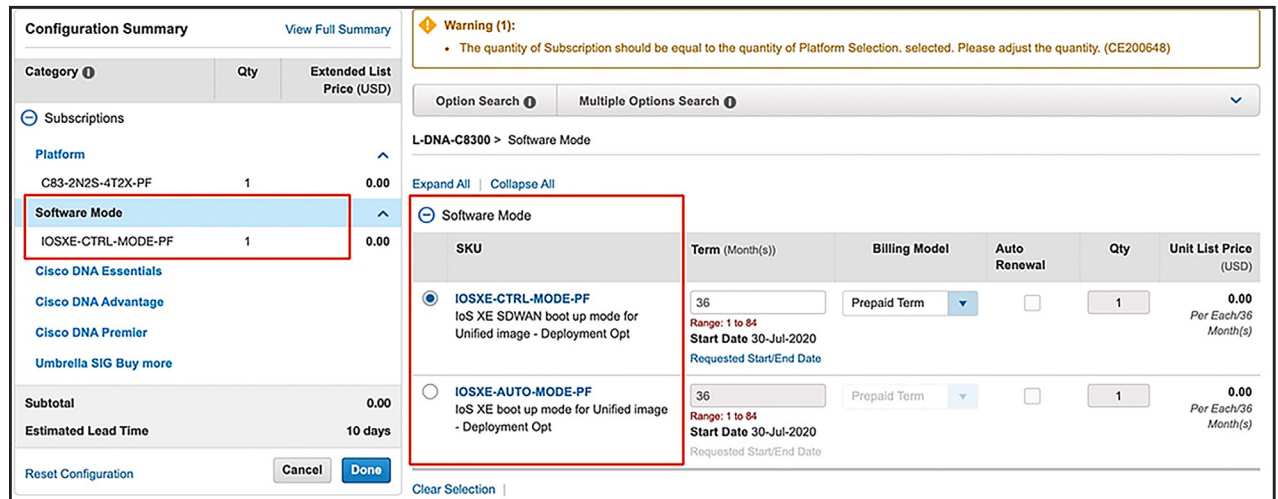 Configuration Summary
View Full Summary
Category
Qty
Extended List
Price (USD)
Subscriptions
Platform
C83-2N2S-4T2X-PF 1 0.00
Software Mode
IOSXE-CTRL-MODE-PF 1 0.00
Cisco DNA Essentials
Cisco DNA Advantage
Cisco DNA Premier
Umbrella SIG Buy more
Subtotal 0.00
Estimated Lead Time 10 days
Reset Configuration
Cancel
Done
Warning (1):
• The quantity of Subscription should be equal to the quantity of Platform Selection. selected. Please adjust the quantity. (CE200648)
Option Search
Multiple Options Search
L-DNA-C8300 > Software Mode
Expand All | Collapse All
Software Mode
SKU
Term (Month(s))
Billing Model
Auto
Renewal
Qty
Unit List Price
(USD)
IOSXE-CTRL-MODE-PF
IoS XE SDWAN boot up mode for
Unified image - Deployment Opt
36
Range: 1 to 84
Start Date 30-Jul-2020
Requested Start/End Date
Prepaid Term
1
0.00
Per Each/36
Month(s)
IOSXE-AUTO-MODE-PF
IoS XE boot up mode for Unified image
- Deployment Opt
36
Range: 1 to 84
Start Date 30-Jul-2020
Requested Start/End Date
Prepaid Term
1
0.00
Per Each/36
Month(s)
Clear Selection |